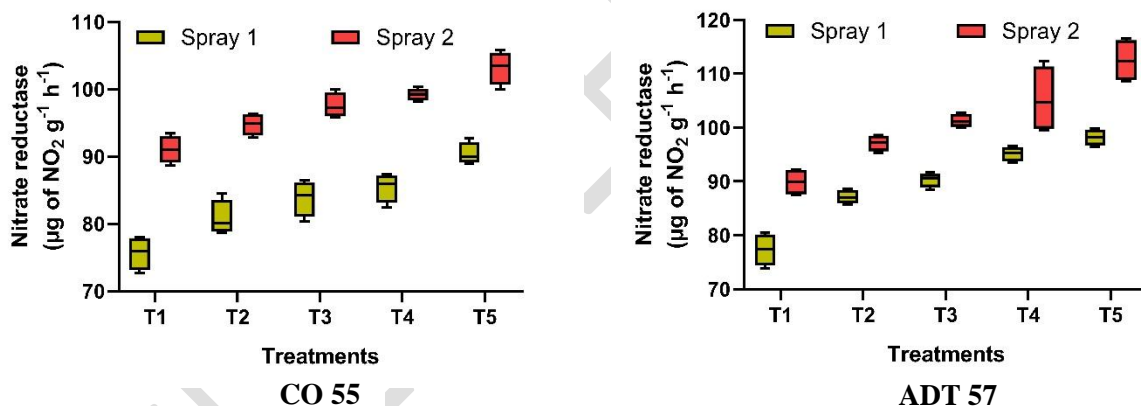 Spray 1
Spray 2
Nitrate reductase
(µg of NO₂ g⁻¹ h⁻¹)
110
100
90
80
70
T1
T2
T3
T4
T5
Treatments
CO 55
Spray 1
Spray 2
Nitrate reductase
(µg of NO₂ g⁻¹ h⁻¹)
120
110
100
90
80
70
T1
T2
T3
T4
T5
Treatments
ADT 57